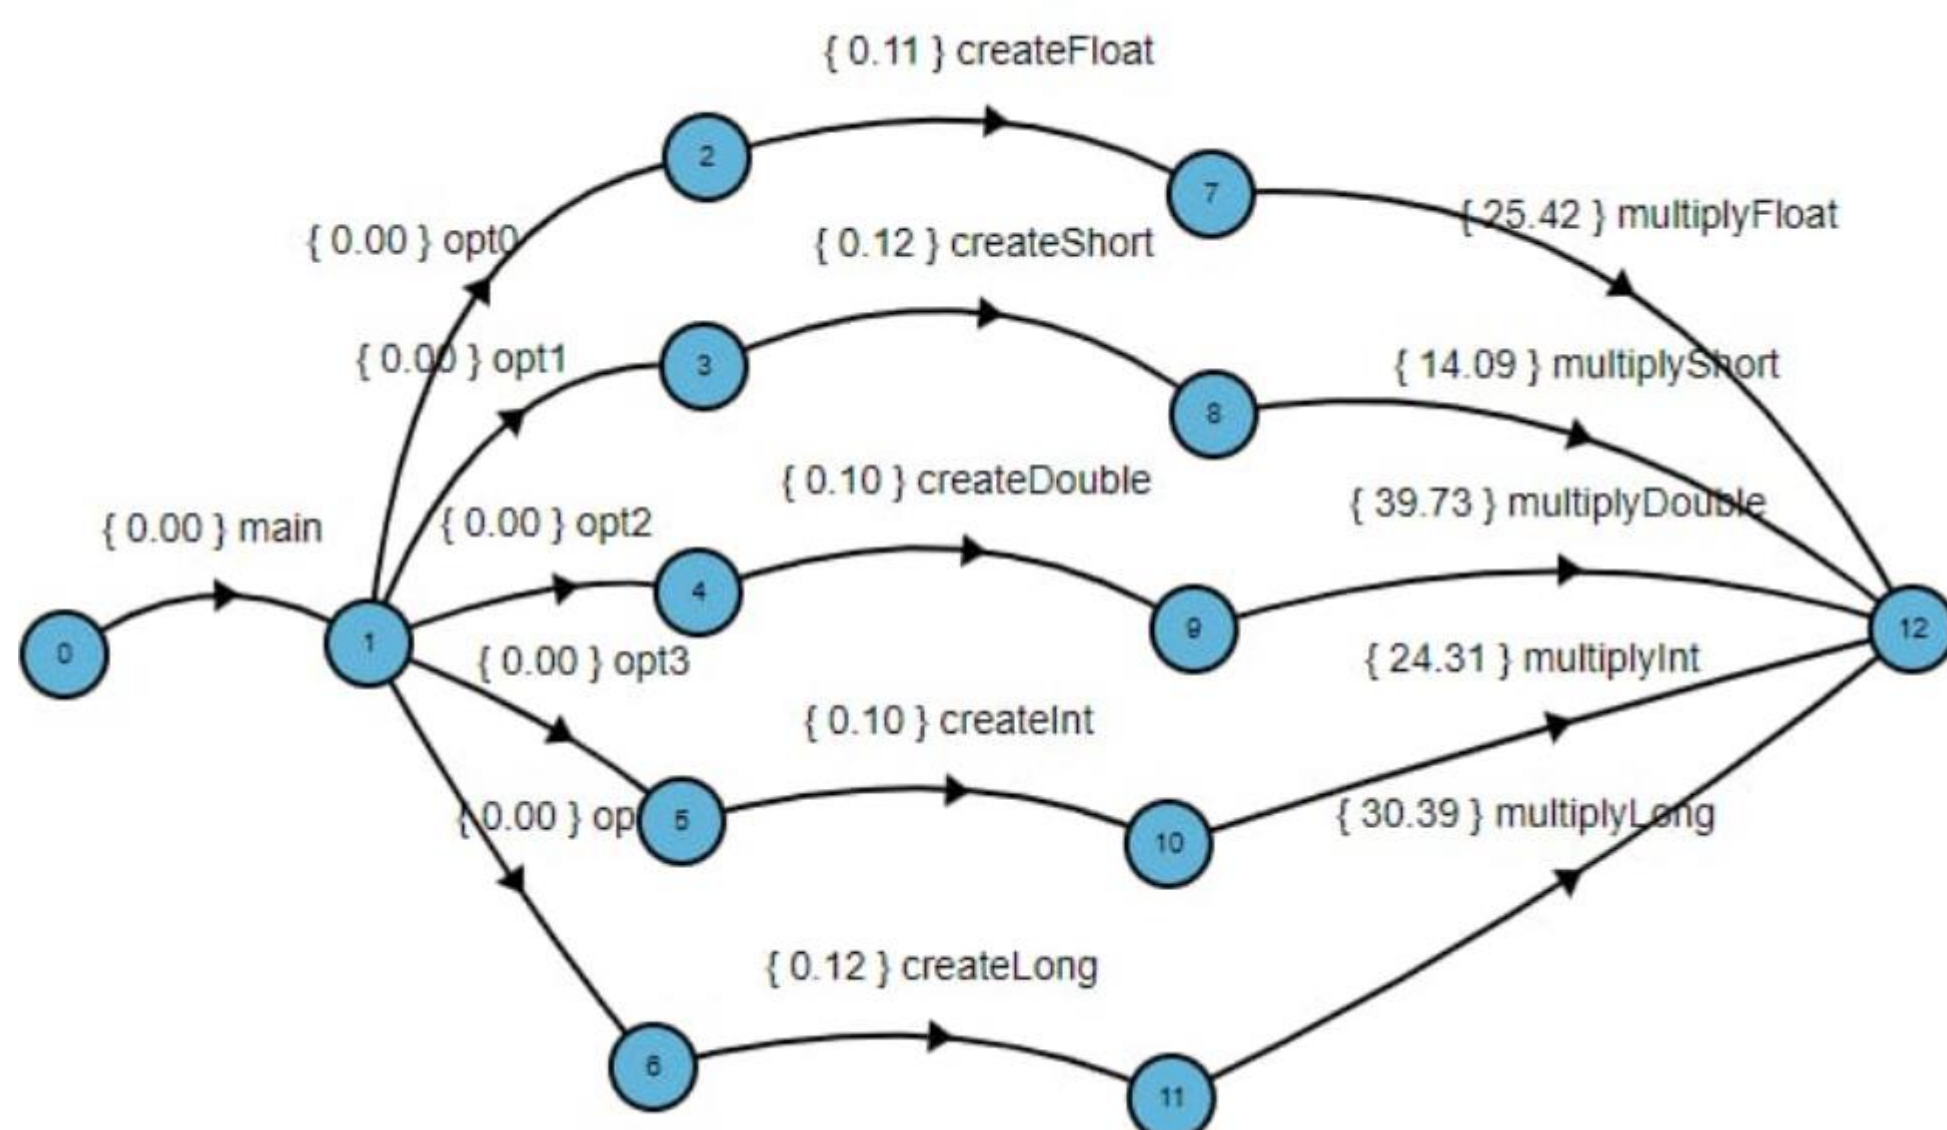 { 0.11 } createFloat
2
7
{ 0.00 } opt0
{ 25.42 } multiplyFloat
{ 0.12 } createShort
{ 0.00 } opt1
3
{ 14.09 } multiplyShort
8
{ 0.10 } createDouble
{ 39.73 } multiplyDouble
{ 0.00 } main
{ 0.00 } opt2
4
9
12
0
1
{ 0.00 } opt3
{ 24.31 } multiplyInt
{ 0.10 } createInt
{ 0.00 } op
5
{ 30.39 } multiplyLong
10
{ 0.12 } createLong
6
11